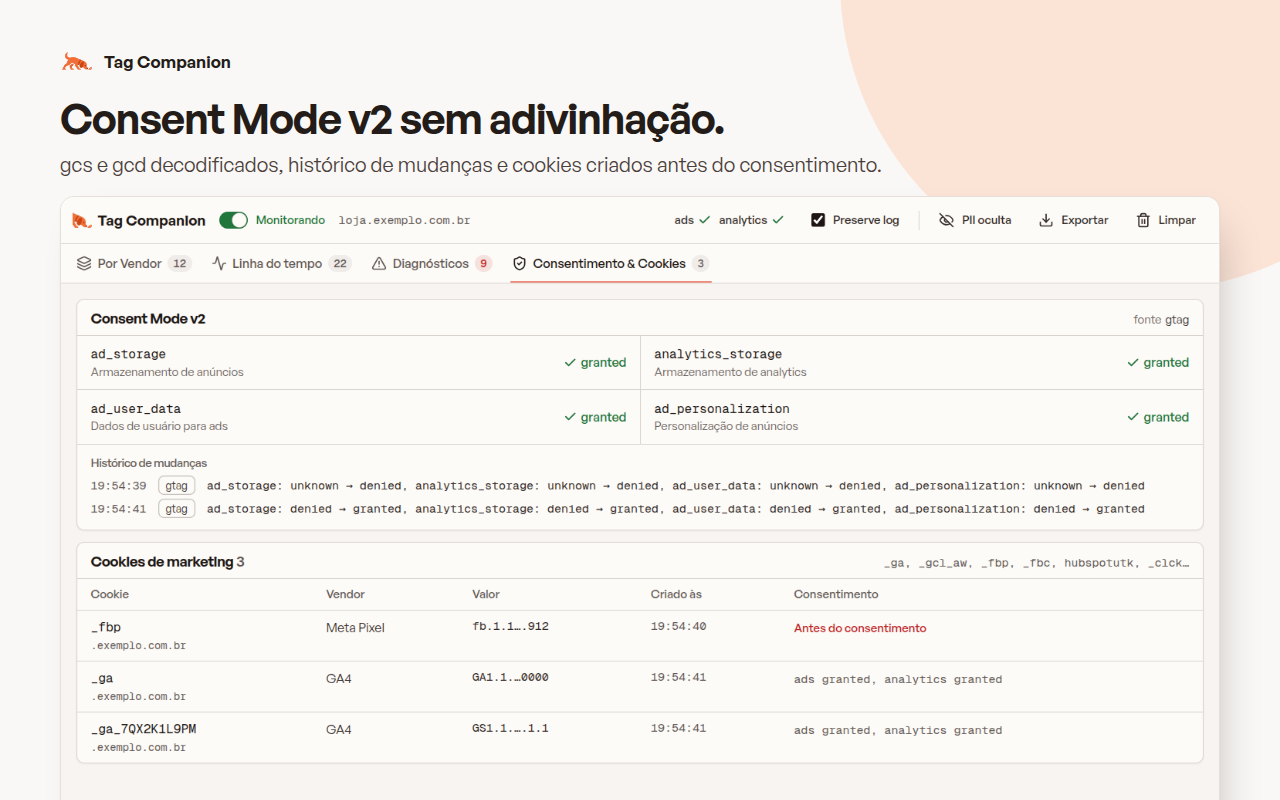 Tag Companion
Consent Mode v2 sem adivinhação.
gcs e gcd decodificados, histórico de mudanças e cookies criados antes do consentimento.
Tag Companion Monitorando loja.exemplo.com.br ads analytics Preserve log PII oculta Exportar Limpar
Por Vendor 12 Linha do tempo 22 Diagnósticos 9 Consentimento & Cookies 3
Consent Mode v2 fonte gtag
ad_storage granted analytics_storage granted
Armazenamento de anúncios Armazenamento de analytics
ad_user_data granted ad_personalization granted
Dados de usuário para ads Personalização de anúncios
Histórico de mudanças
19:54:39 gtag ad_storage: unknown → denied, analytics_storage: unknown → denied, ad_user_data: unknown → denied, ad_personalization: unknown → denied
19:54:41 gtag ad_storage: denied → granted, analytics_storage: denied → granted, ad_user_data: denied → granted, ad_personalization: denied → granted
Cookies de marketing 3 _ga, _gcl_aw, _fbp, _fbc, hubspotutk, _clck…
Cookie Vendor Valor Criado às Consentimento
_fbp Meta Pixel fb.1.1….912 19:54:40 Antes do consentimento
.exemplo.com.br
_ga GA4 GA1.1.…0000 19:54:41 ads granted, analytics granted
.exemplo.com.br
_ga_7QX2K1L9PM GA4 GS1.1.….1.1 19:54:41 ads granted, analytics granted
.exemplo.com.br